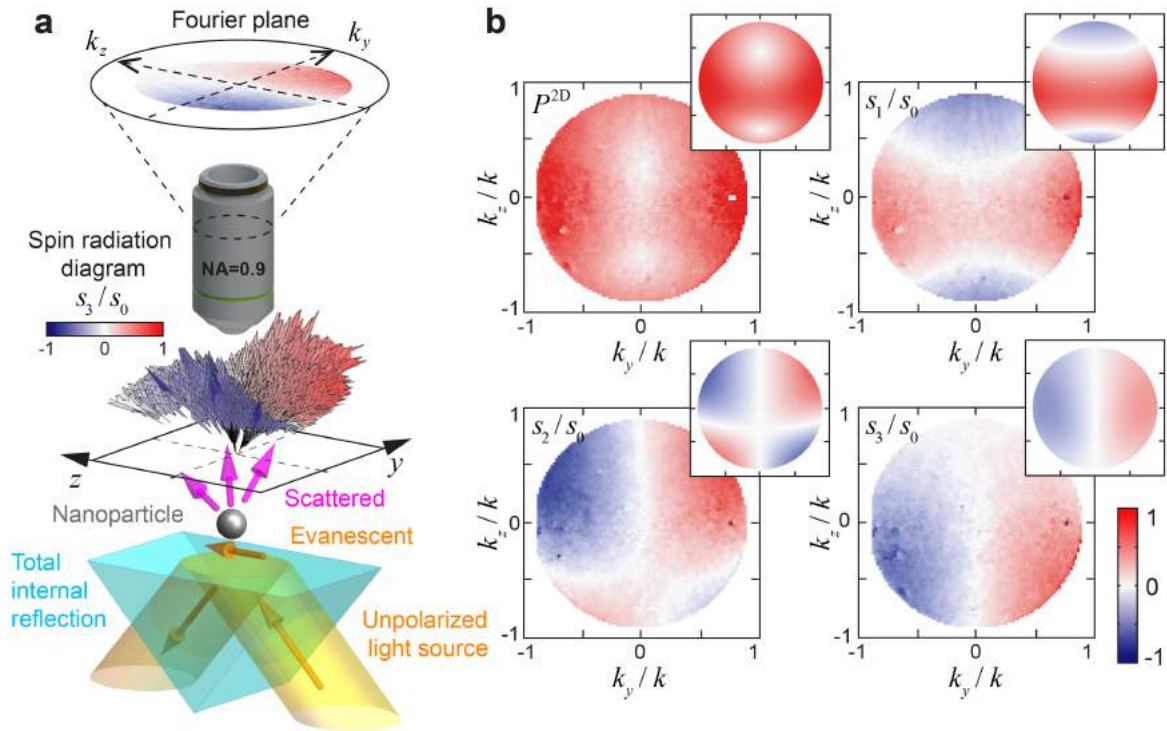 a
Fourier plane
k_z
k_y
Spin radiation
diagram
s_3 / s_0
-1
0
1
NA=0.9
z
y
Scattered
Nanoparticle
Evanescent
Total
internal
reflection
Unpolarized
light source
b
P^{2D}
1
0
-1
k_z / k
-1
0
1
k_y / k
s_1 / s_0
1
0
-1
k_z / k
-1
0
1
k_y / k
s_2 / s_0
1
0
-1
k_z / k
-1
0
1
k_y / k
s_3 / s_0
1
0
-1
k_z / k
-1
0
1
k_y / k
1
0
-1